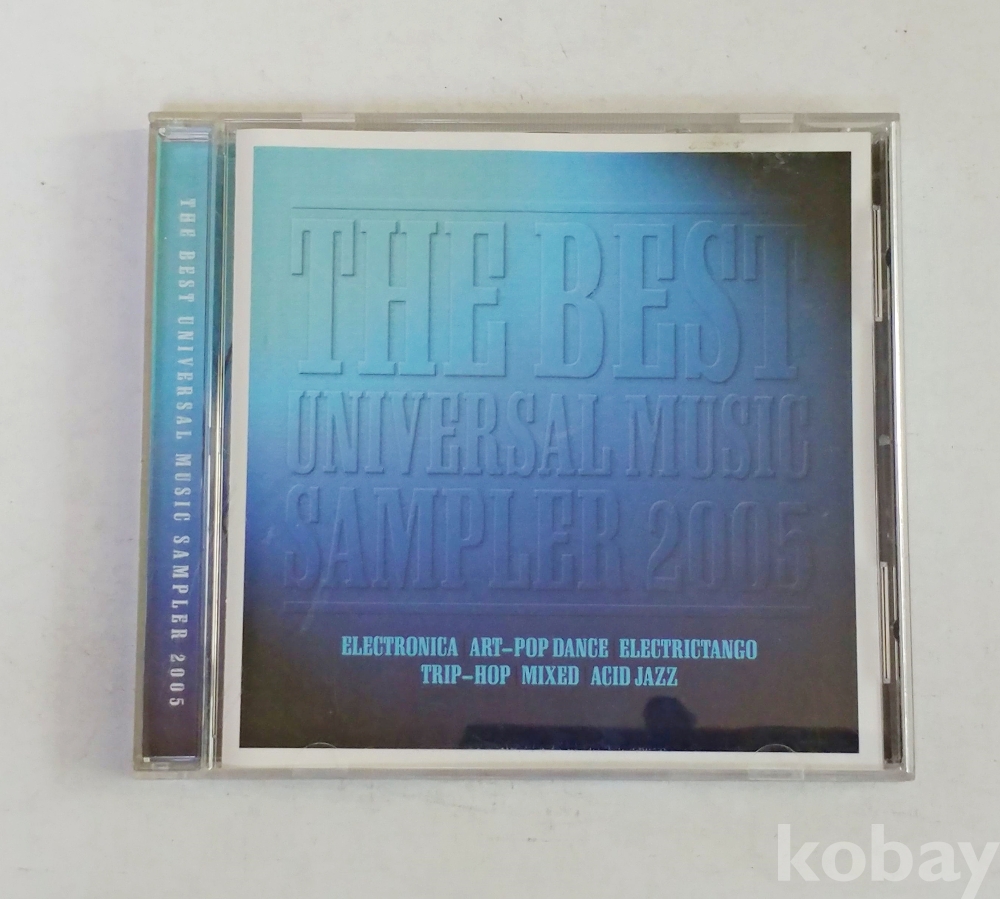 THE BEST UNIVERSAL MUSIC SAMPLER 2005
THE BEST
UNIVERSAL MUSIC
SAMPLER 2005
ELECTRONICA ART-POP DANCE ELECTRICTANGO
TRIP-HOP MIXED ACID JAZZ
kobay